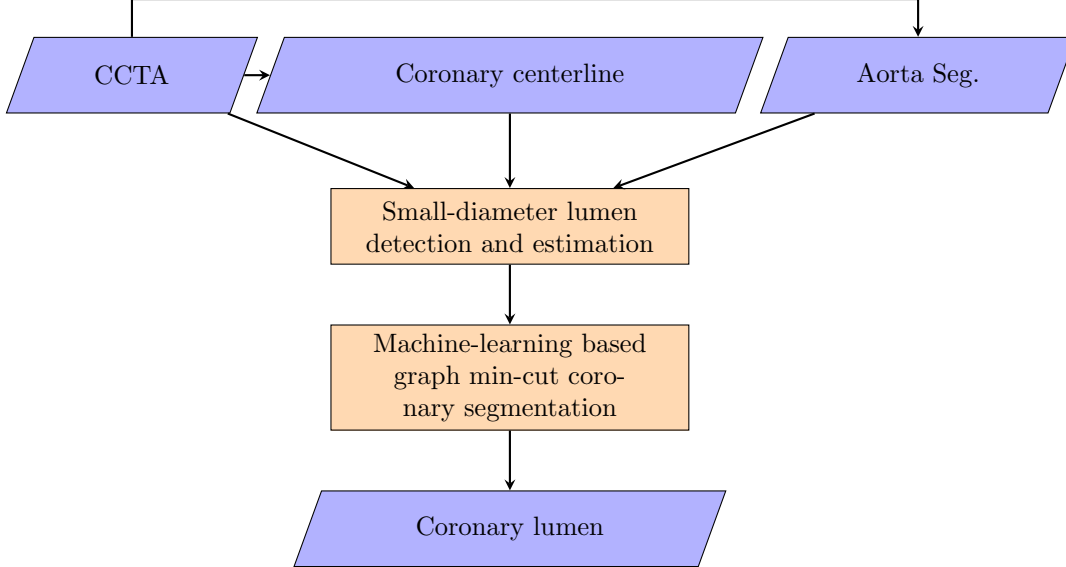 CCTA
Coronary centerline
Aorta Seg.
Small-diameter lumen
detection and estimation
Machine-learning based
graph min-cut coro-
nary segmentation
Coronary lumen